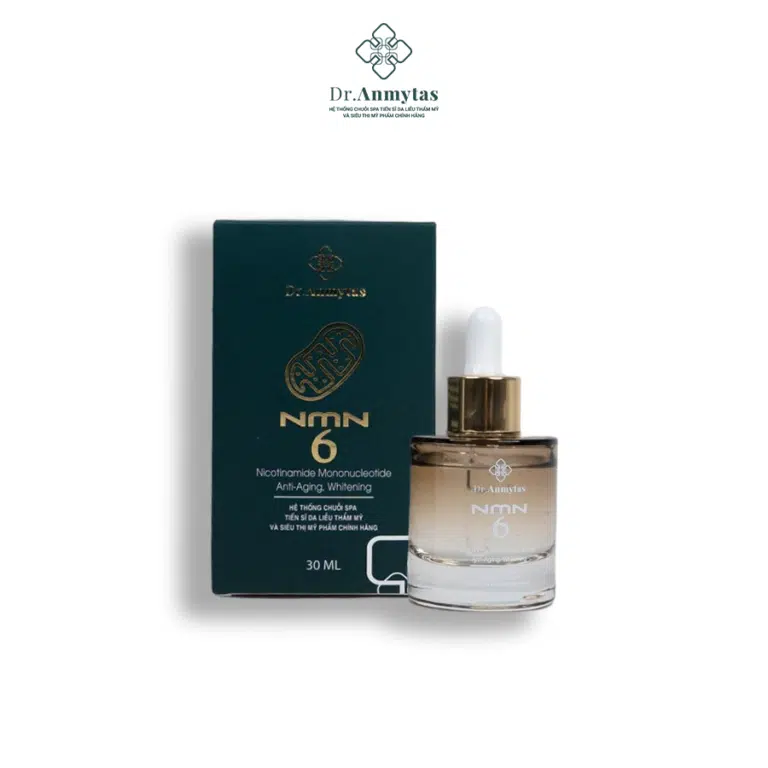 Dr.Anmytas
HỆ THỐNG CHUỖI SPA TIẾN SĨ DA LIỄU THẨM MỸ
VÀ SIÊU THỊ MỸ PHẨM CHÍNH HÃNG
Dr.Anmytas
NMN
6
Nicotinamide Mononucleotide
Anti-Aging, Whitening
HỆ THỐNG CHUỖI SPA
TIẾN SĨ DA LIỄU THẨM MỸ
VÀ SIÊU THỊ MỸ PHẨM CHÍNH HÃNG
30 ML
Dr.Anmytas
NMN
6